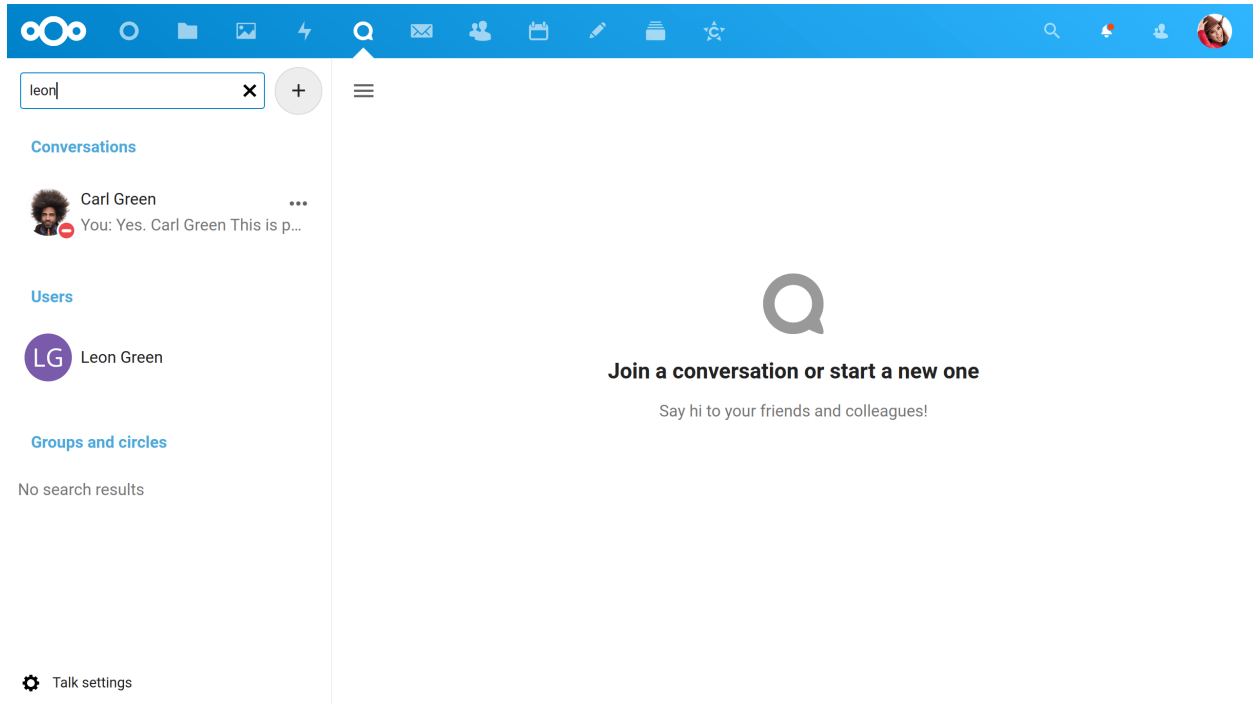 leon
Conversations
Carl Green
You: Yes. Carl Green This is p…
Users
LG
Leon Green
Groups and circles
No search results
Talk settings
Join a conversation or start a new one
Say hi to your friends and colleagues!